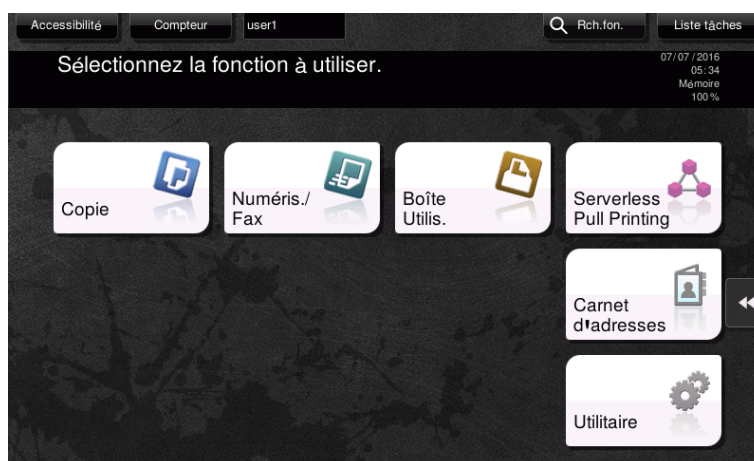 Accessibilité
Compteur
user1
Rch.fon.
Liste tâches
Sélectionnez la fonction à utiliser.
07/07/2016
05:34
Mémoire
100 %
Copie
Numéris./
Fax
Boîte
Utilis.
Serverless
Pull Printing
Carnet
d'adresses
Utilitaire